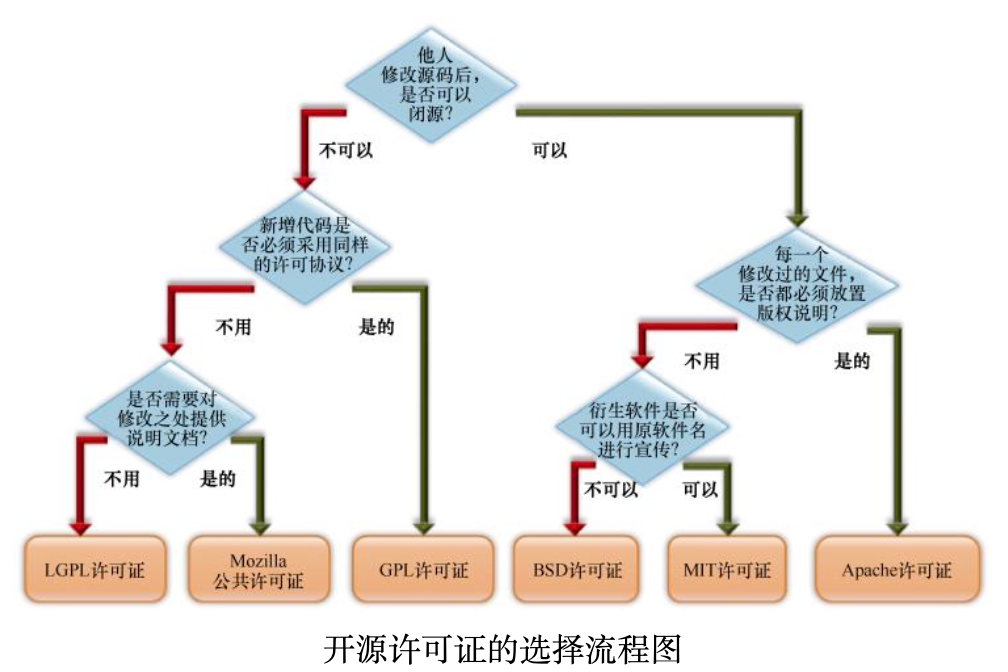 他人
修改源码后，
是否可以
闭源？
不可以
可以
新增代码是
否必须采用同样
的许可协议？
每一个
修改过的文件，
是否都必须放置
版权说明？
不用
是的
不用
是的
是否需要对
修改之处提供
说明文档？
衍生软件是否
可以用原软件名
进行宣传？
不用
是的
不可以
可以
LGPL许可证
Mozilla
公共许可证
GPL许可证
BSD许可证
MIT许可证
Apache许可证
开源许可证的选择流程图